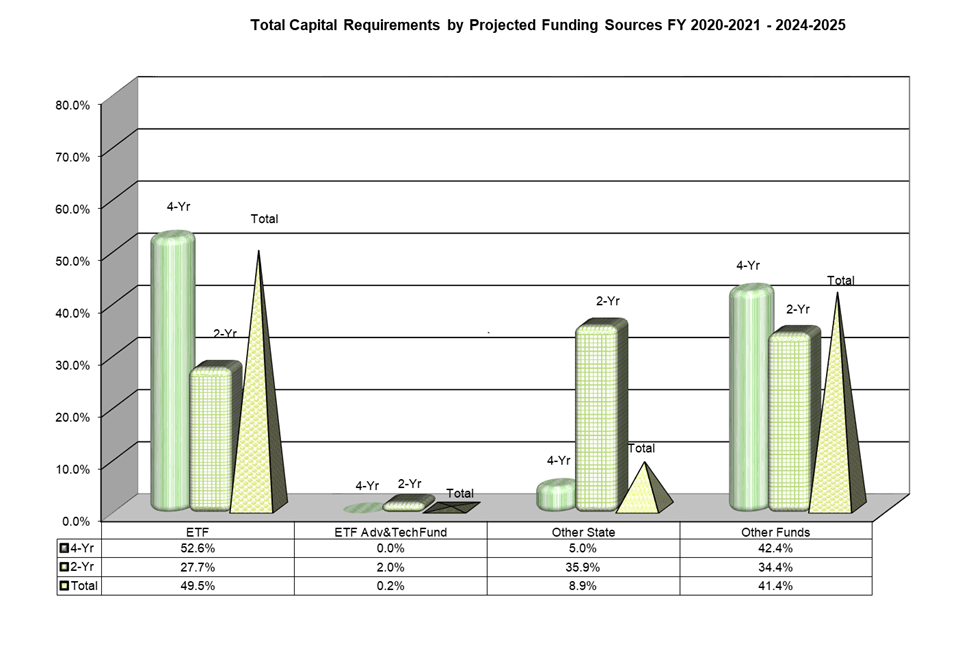 Total Capital Requirements by Projected Funding Sources FY 2020-2021 - 2024-2025
80.0%
70.0%
60.0%
50.0%
40.0%
30.0%
20.0%
10.0%
0.0%
4-Yr
2-Yr
Total
4-Yr
2-Yr
Total
4-Yr
2-Yr
Total
4-Yr
2-Yr
Total
ETF ETF Adv&TechFund Other State Other Funds
4-Yr 52.6% 0.0% 5.0% 42.4%
2-Yr 27.7% 2.0% 35.9% 34.4%
Total 49.5% 0.2% 8.9% 41.4%